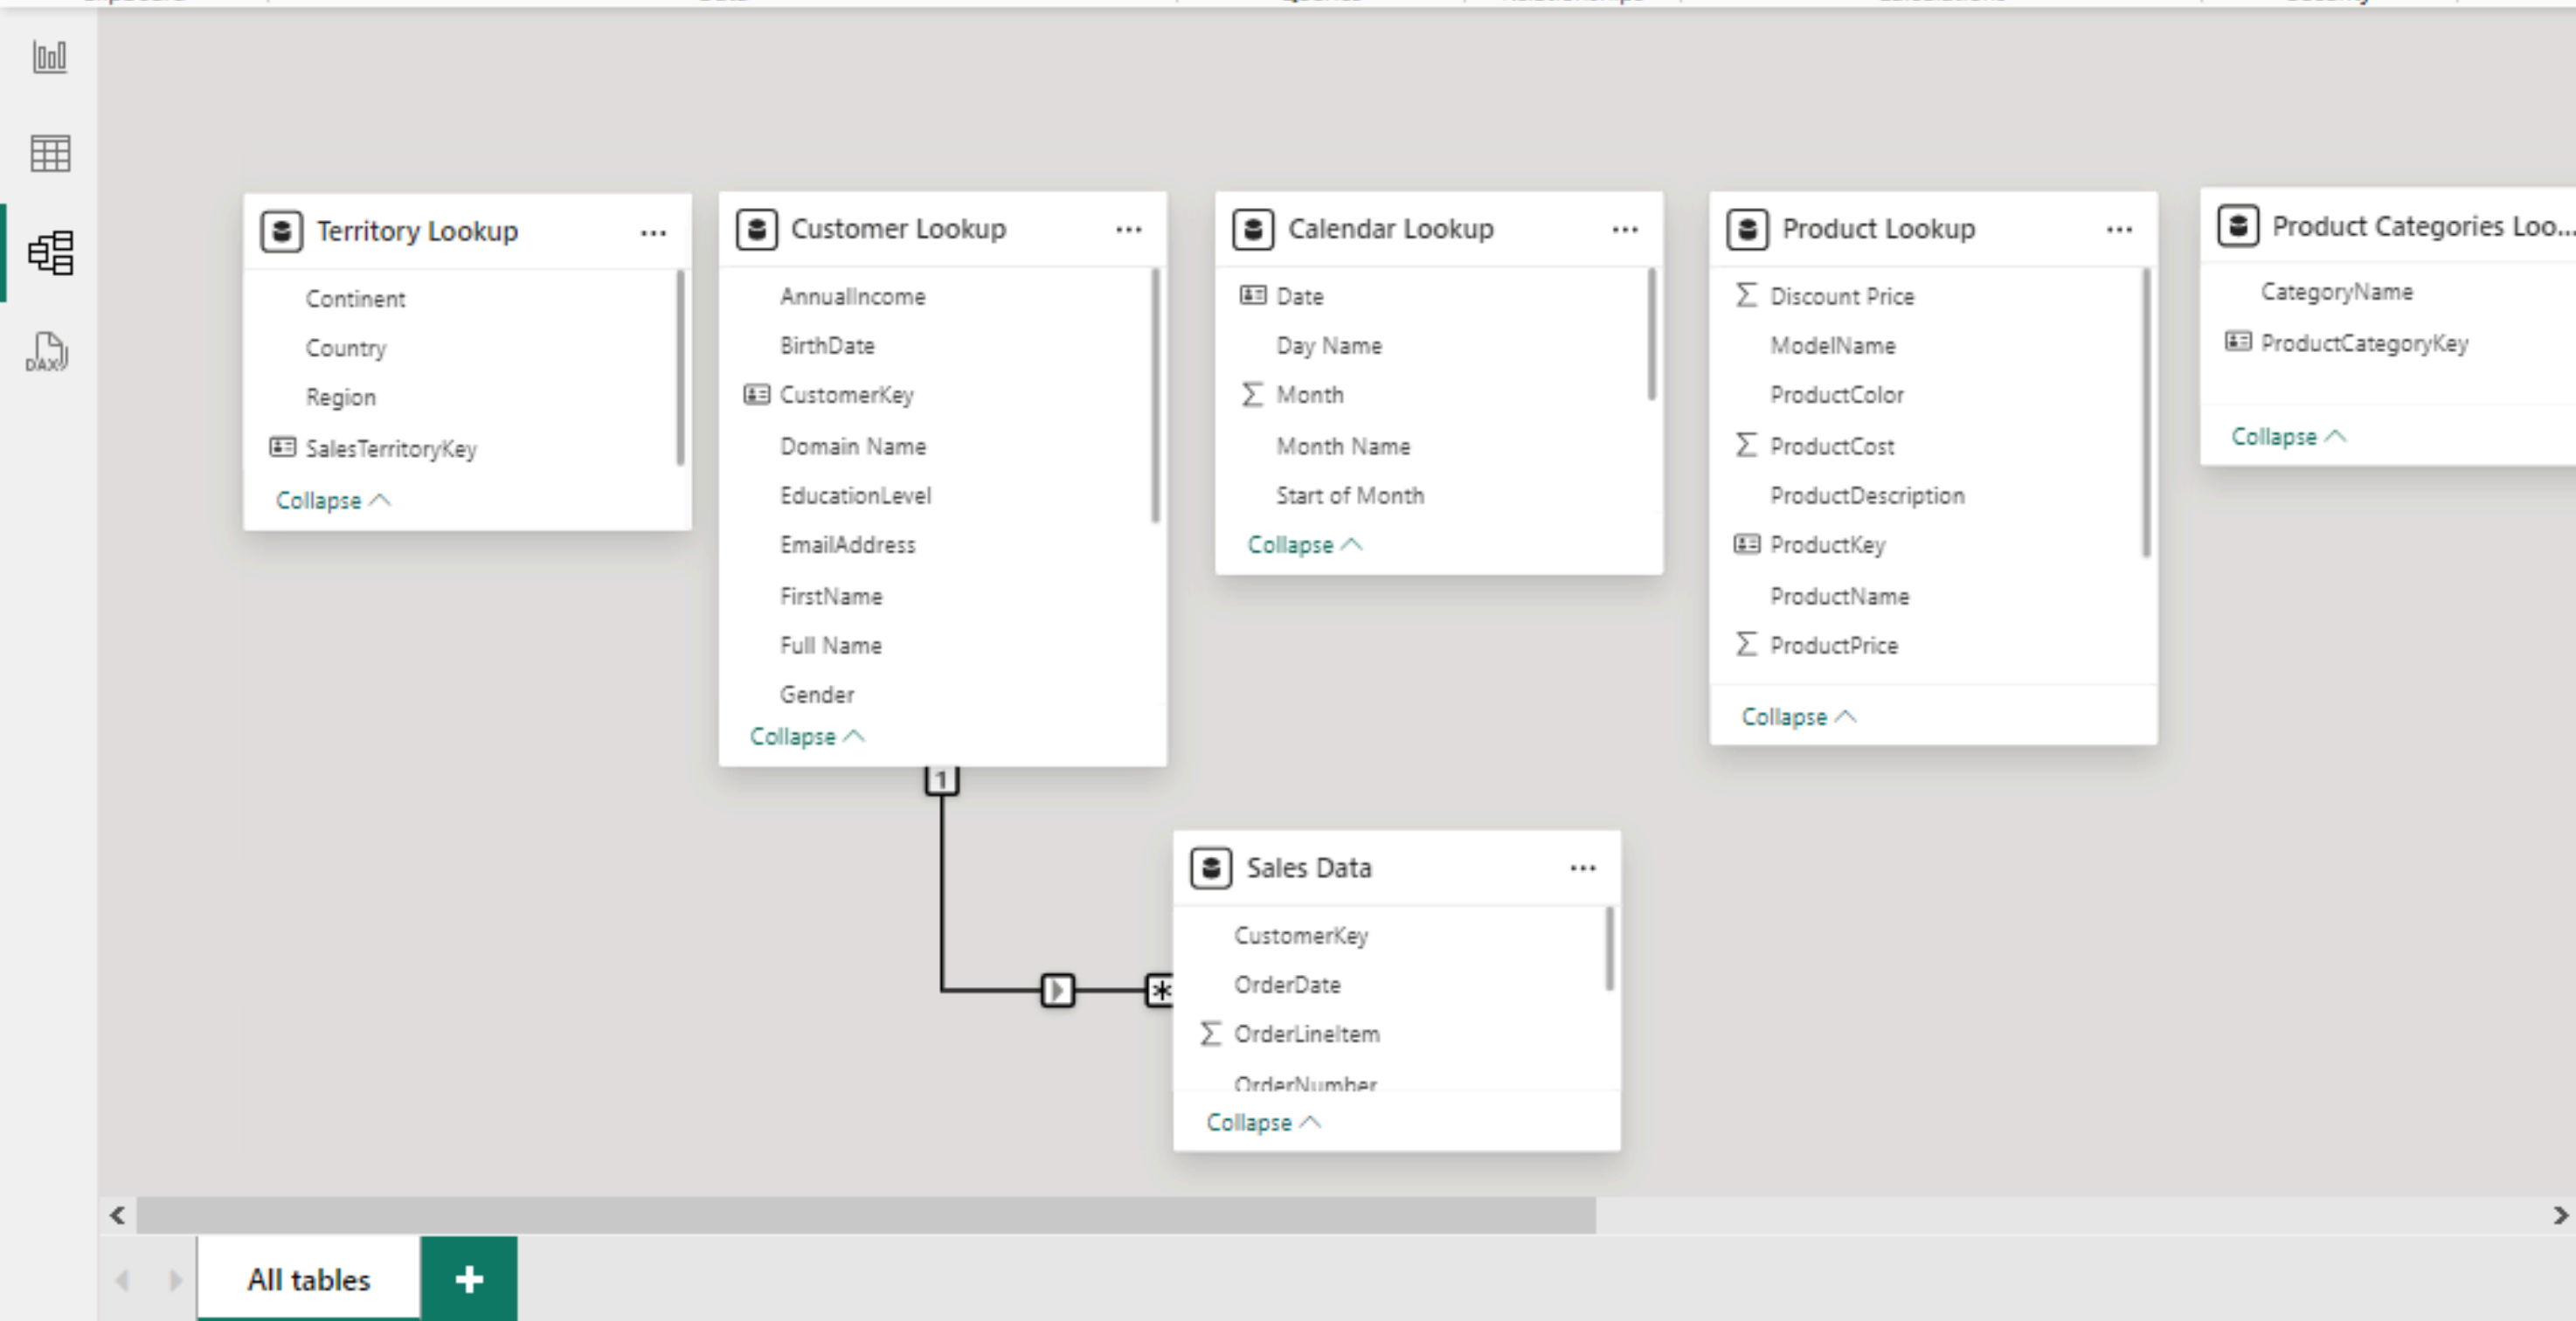 DAX
Territory Lookup ...
Continent
Country
Region
SalesTerritoryKey
Collapse
Customer Lookup ...
AnnualIncome
BirthDate
CustomerKey
Domain Name
EducationLevel
EmailAddress
FirstName
Full Name
Gender
Collapse
Calendar Lookup ...
Date
Day Name
Σ Month
Month Name
Start of Month
Collapse
Product Lookup ...
Σ Discount Price
ModelName
ProductColor
Σ ProductCost
ProductDescription
ProductKey
ProductName
Σ ProductPrice
Collapse
Product Categories Loo...
CategoryName
ProductCategoryKey
Collapse
1
*
Sales Data ...
CustomerKey
OrderDate
Σ OrderLineItem
OrderNumber
Collapse
All tables +